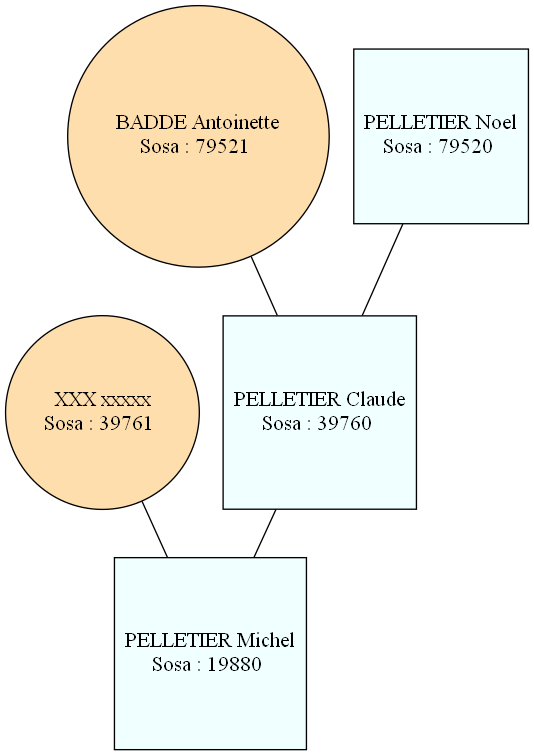 BADDE Antoinette
Sosa : 79521
PELLETIER Noel
Sosa : 79520
XXX xxxxx
Sosa : 39761
PELLETIER Claude
Sosa : 39760
PELLETIER Michel
Sosa : 19880